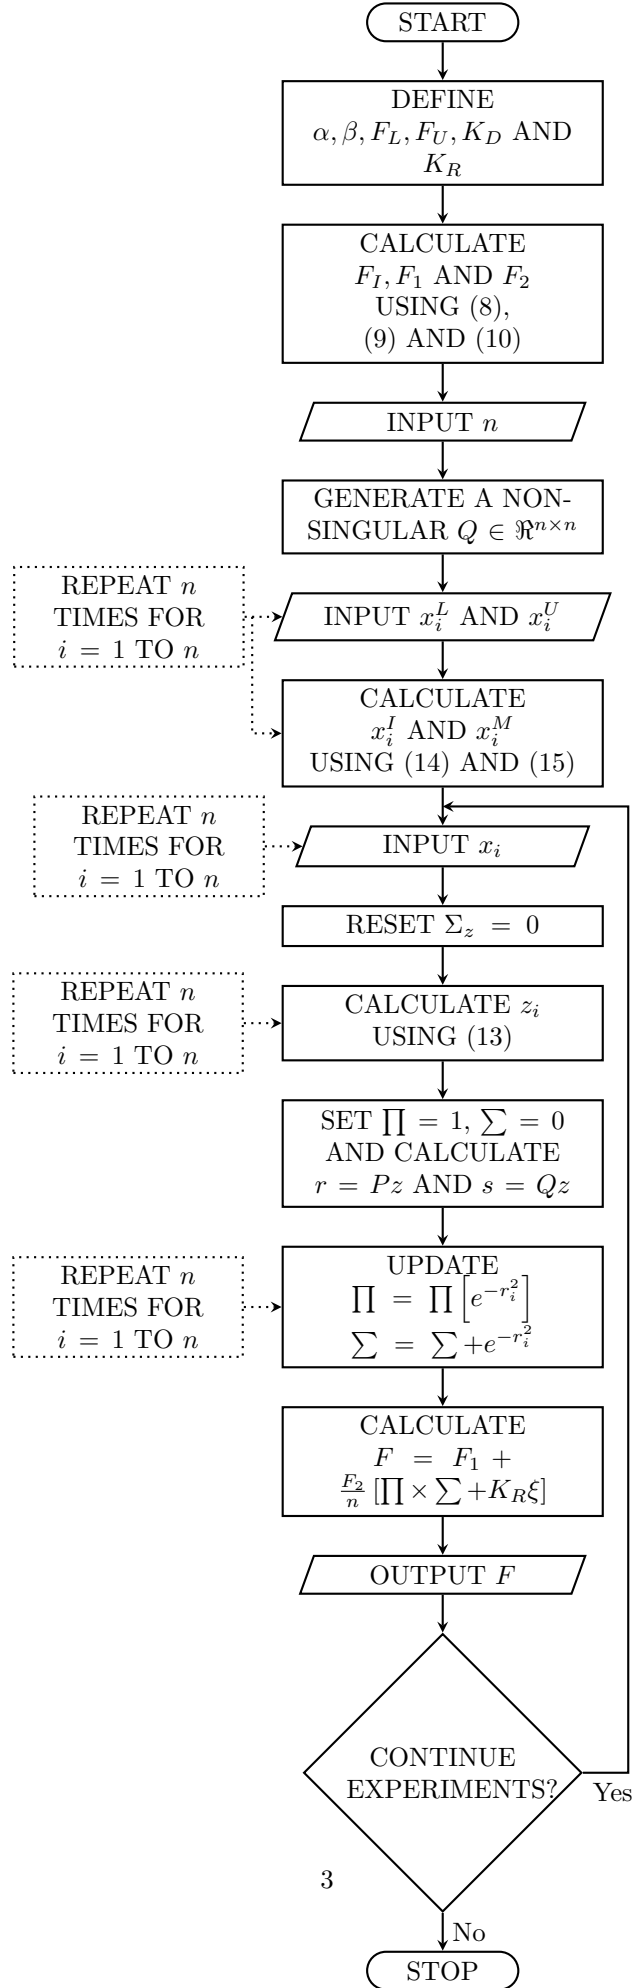 START
DEFINE
α, β, F_L, F_U, K_D AND
K_R
CALCULATE
F_I, F_1 AND F_2
USING (8),
(9) AND (10)
INPUT n
GENERATE A NON-
SINGULAR Q ∈ ℜ^{n×n}
REPEAT n
TIMES FOR
i = 1 TO n
INPUT x_i^L AND x_i^U
CALCULATE
x_i^I AND x_i^M
USING (14) AND (15)
REPEAT n
TIMES FOR
i = 1 TO n
INPUT x_i
RESET Σ_z = 0
REPEAT n
TIMES FOR
i = 1 TO n
CALCULATE z_i
USING (13)
SET ∏ = 1, ∑ = 0
AND CALCULATE
r = Pz AND s = Qz
REPEAT n
TIMES FOR
i = 1 TO n
UPDATE
∏ = ∏ [e^{-r_i^2}]
∑ = ∑ +e^{-r_i^2}
CALCULATE
F = F_1 +
\frac{F_2}{n} [∏ × ∑ +K_R ξ]
OUTPUT F
CONTINUE
EXPERIMENTS?
Yes
3
No
STOP